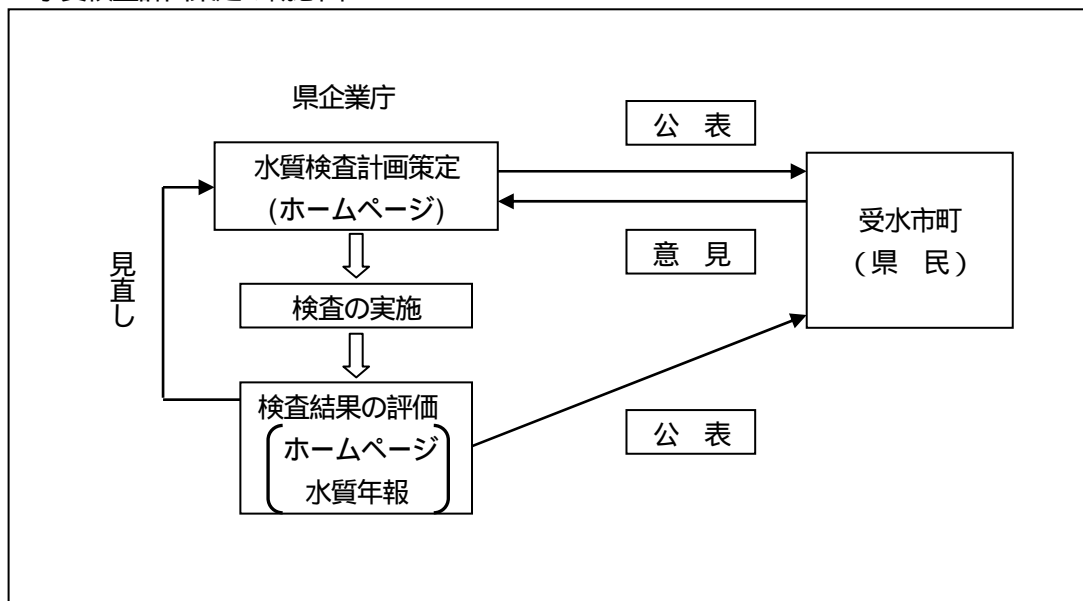 県企業庁
公 表
水質検査計画策定
(ホームページ)
意 見
受水市町
(県 民)
見直し
検査の実施
検査結果の評価
ホームページ
水質年報
公 表